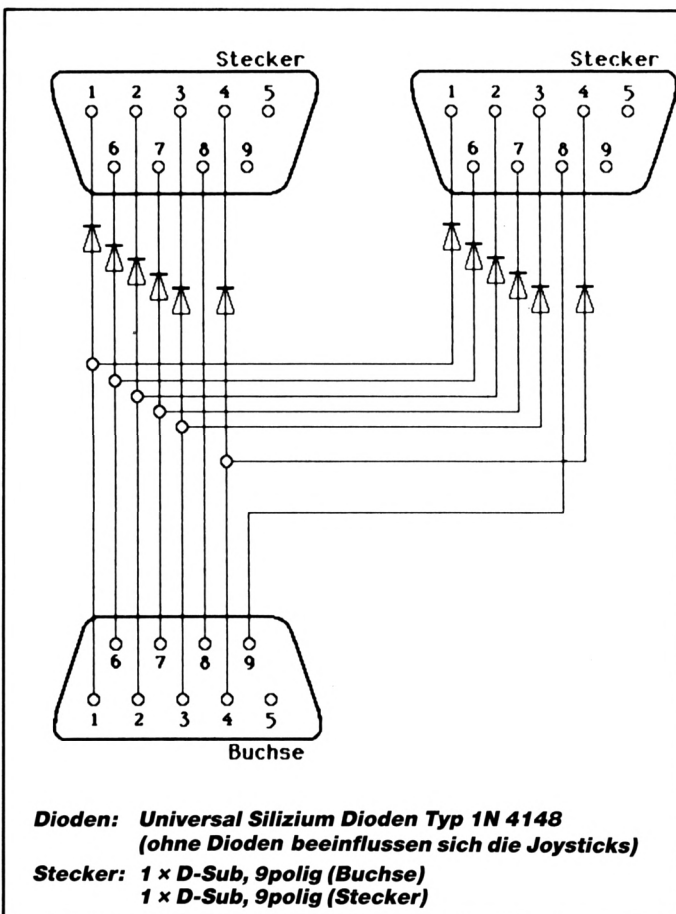 Stecker Stecker
1 2 3 4 5 1 2 3 4 5
6 7 8 9 6 7 8 9
6 7 8 9
1 2 3 4 5
Buchse
Dioden: Universal Silizium Dioden Typ 1N 4148
(ohne Dioden beeinflussen sich die Joysticks)
Stecker: 1 × D-Sub, 9polig (Buchse)
1 × D-Sub, 9polig (Stecker)